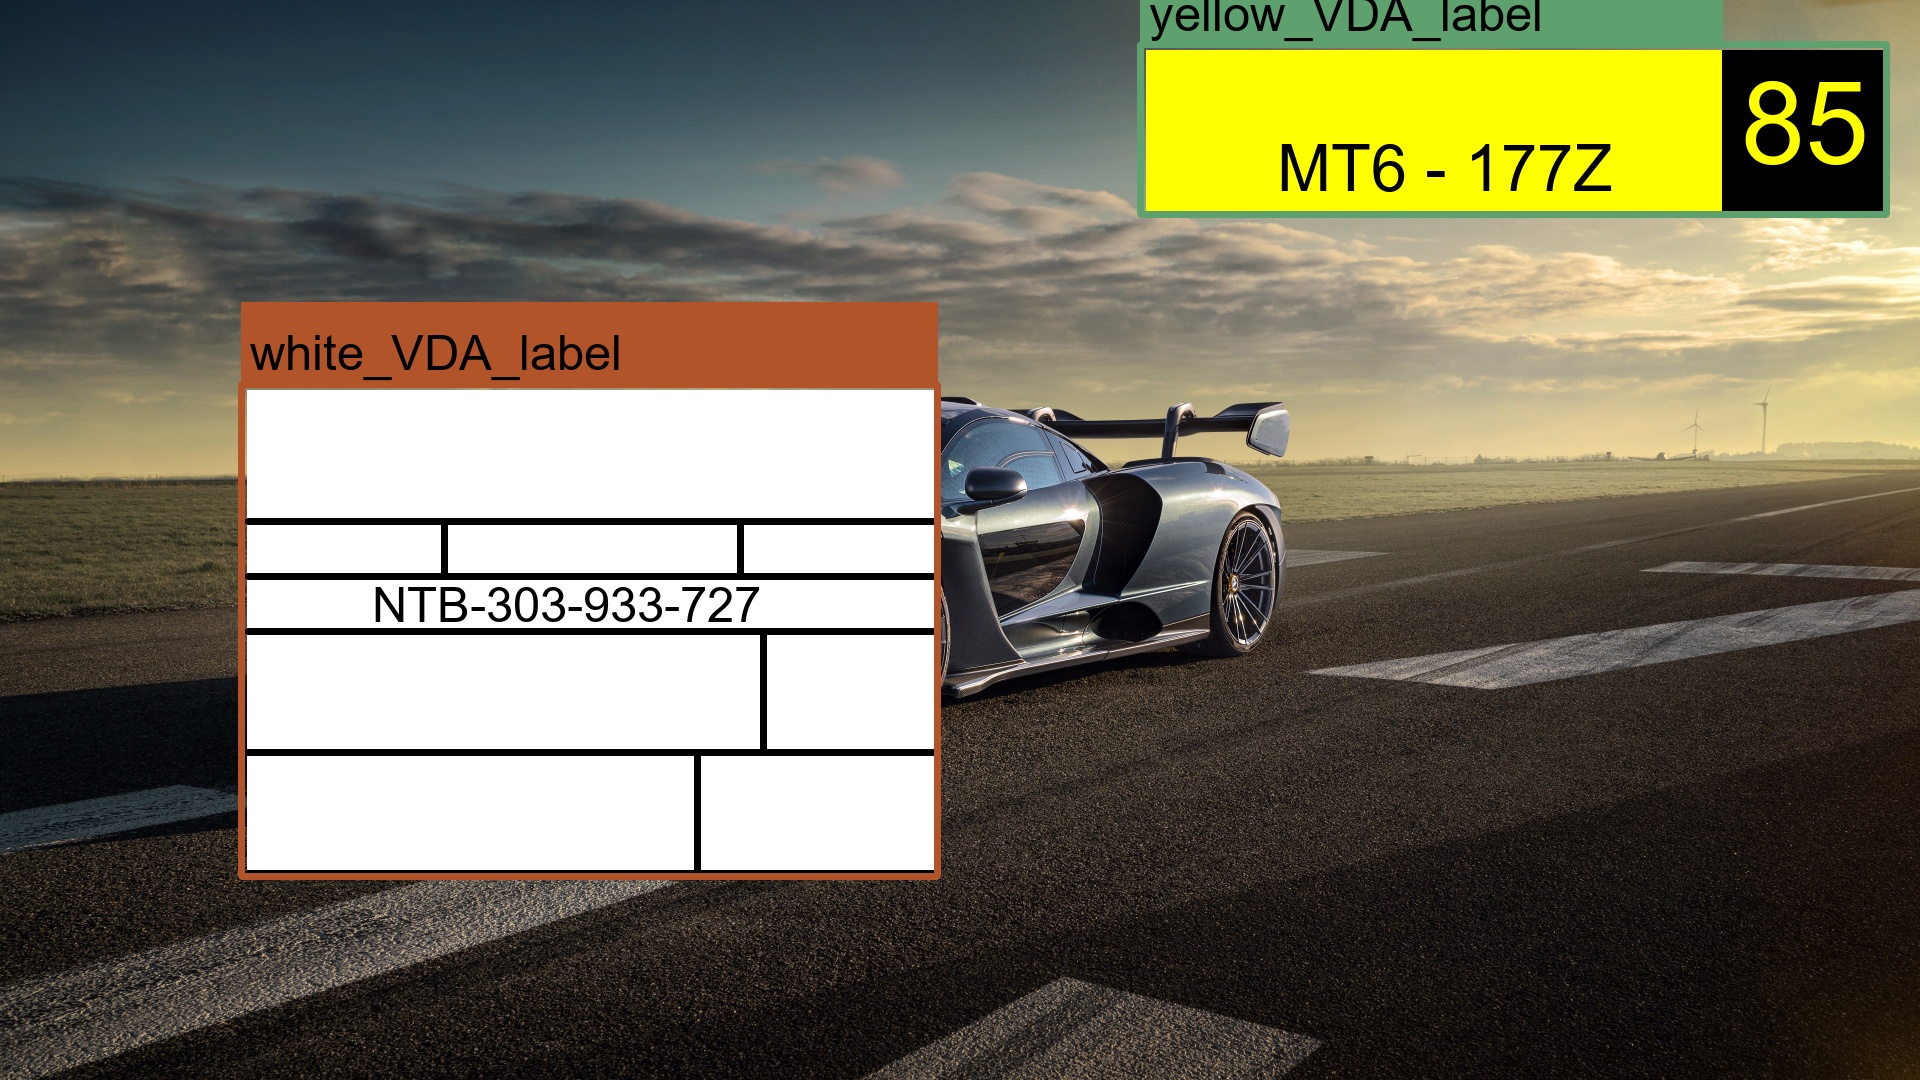 yellow_VDA_label
MT6 - 177Z
85
white_VDA_label
NTB-303-933-727